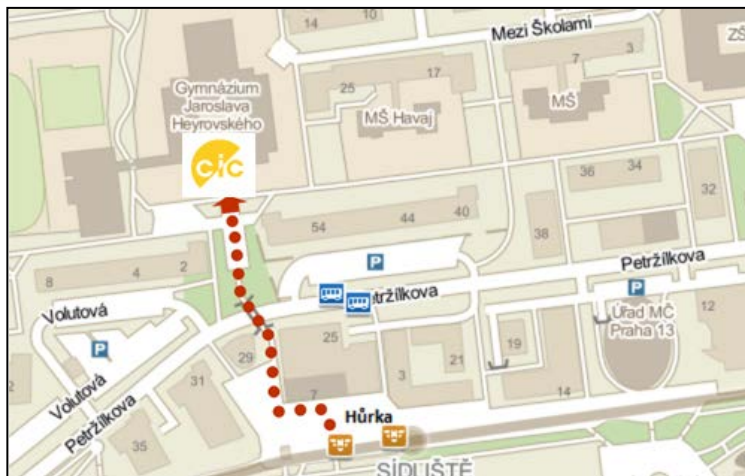 14
10
Mezi Školami
Gymnázium
Jaroslava
Heyrovského
25
17
MŠ Havaj
7
3
MŠ
ZŠ
cic
54
44
40
38
36
34
32
8
4
2
P
Petržílkova
Volutová
Petržílkova
P
Úřad MČ
Praha 13
12
P
29
25
21
19
Volutová
31
7
3
14
Petržílkova
Hůrka
35
SÍDLIŠTĚ